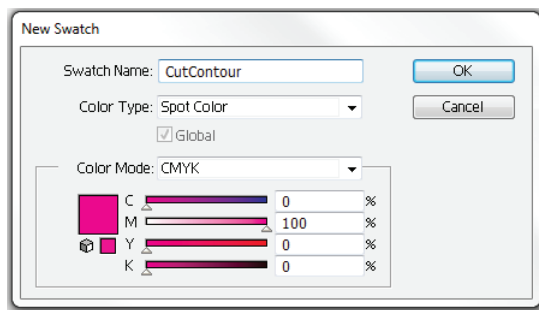 New Swatch
Swatch Name: CutContour
OK
Color Type: Spot Color
Cancel
Global
Color Mode: CMYK
C 0 %
M 100 %
Y 0 %
K 0 %